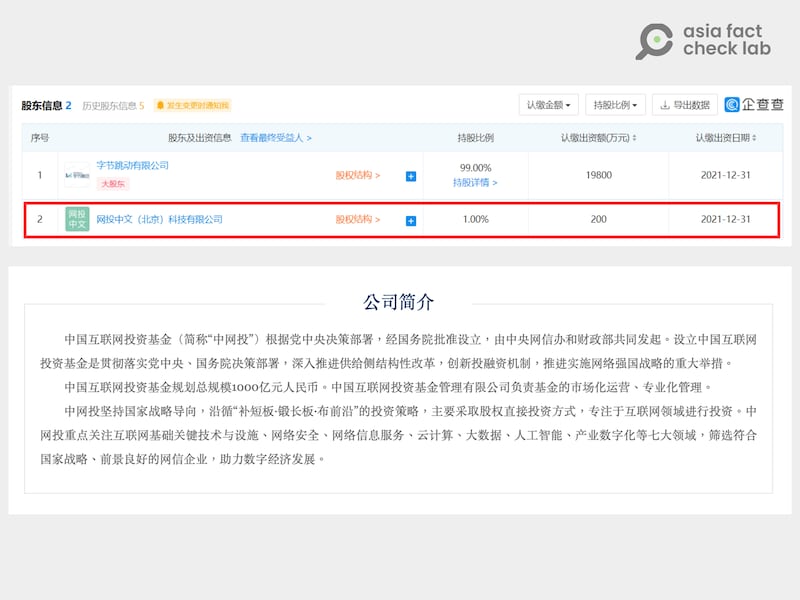 asia fact
check lab
股东信息 2 历史股东信息 5 发生变更时通知我 认缴金额 持股比例 导出数据 企查查
序号 股东及出资信息 查看最终受益人 > 持股比例 认缴出资额(万元) 认缴出资日期
1 字节跳动有限公司 大股东 股权结构 > 99.00% 持股详情 > 19800 2021-12-31
2 网投中文 网投中文（北京）科技有限公司 股权结构 > 1.00% 200 2021-12-31
公司简介
中国互联网投资基金（简称“中网投”）根据党中央决策部署，经国务院批准设立，由中央网信办和财政部共同发起。设立中国互联网
投资基金是贯彻落实党中央、国务院决策部署，深入推进供给侧结构性改革，创新投融资机制，推进实施网络强国战略的重大举措。
中国互联网投资基金规划总规模1000亿元人民币。中国互联网投资基金管理有限公司负责基金的市场化运营、专业化管理。
中网投坚持国家战略导向，沿循“补短板·锻长板·布前沿”的投资策略，主要采取股权直接投资方式，专注于互联网领域进行投资。中
网投重点关注互联网基础关键技术与设施、网络安全、网络信息服务、云计算、大数据、人工智能、产业数字化等七大领域，筛选符合
国家战略、前景良好的网信企业，助力数字经济发展。